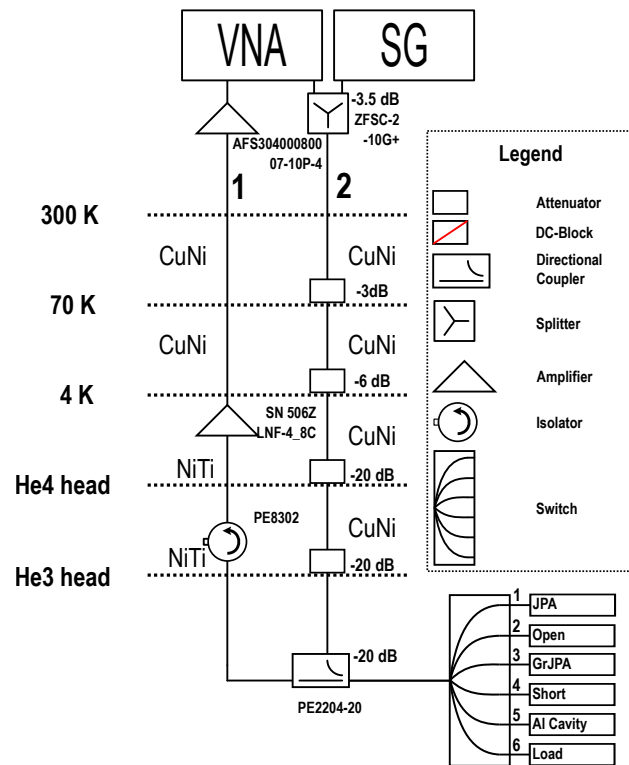 VNA
SG
-3.5 dB
ZFSC-2
-10G+
AFS304000800
07-10P-4
1
2
300 K
CuNi
CuNi
-3dB
70 K
CuNi
CuNi
-6 dB
4 K
SN 506Z
LNF-4_8C
CuNi
NiTi
-20 dB
He4 head
PE8302
CuNi
NiTi
-20 dB
He3 head
-20 dB
PE2204-20
1
JPA
2
Open
3
GrJPA
4
Short
5
Al Cavity
6
Load
Legend
Attenuator
DC-Block
Directional
Coupler
Splitter
Amplifier
Isolator
Switch